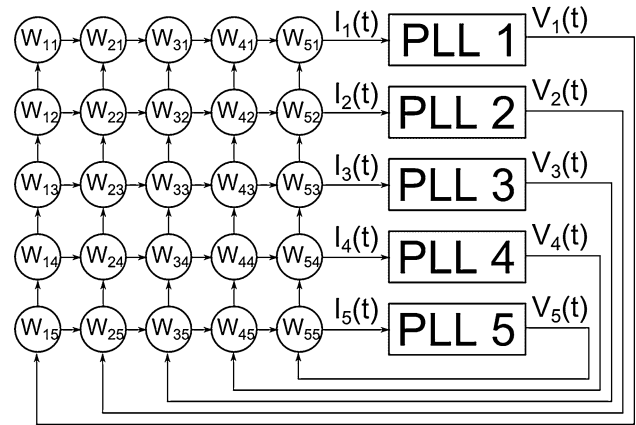 W11 W21 W31 W41 W51 I1(t) PLL 1 V1(t)
W12 W22 W32 W42 W52 I2(t) PLL 2 V2(t)
W13 W23 W33 W43 W53 I3(t) PLL 3 V3(t)
W14 W24 W34 W44 W54 I4(t) PLL 4 V4(t)
W15 W25 W35 W45 W55 I5(t) PLL 5 V5(t)